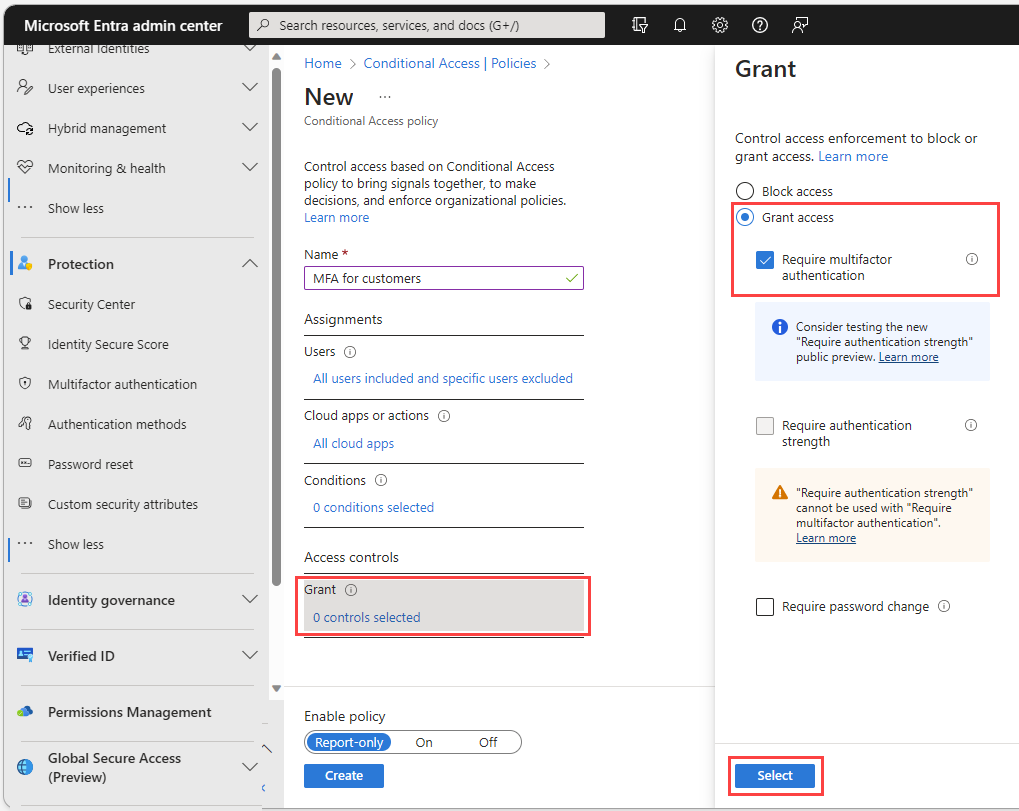 Microsoft Entra admin center
Search resources, services, and docs (G+/)
External Identities
User experiences
Hybrid management
Monitoring & health
Show less
Protection
Security Center
Identity Secure Score
Multifactor authentication
Authentication methods
Password reset
Custom security attributes
Show less
Identity governance
Verified ID
Permissions Management
Global Secure Access
(Preview)
Home > Conditional Access | Policies >
New ...
Conditional Access policy
Control access based on Conditional Access
policy to bring signals together, to make
decisions, and enforce organizational policies.
Learn more
Name *
MFA for customers
Assignments
Users
All users included and specific users excluded
Cloud apps or actions
All cloud apps
Conditions
0 conditions selected
Access controls
Grant
0 controls selected
Enable policy
Report-only On Off
Create
Grant
Control access enforcement to block or
grant access. Learn more
Block access
Grant access
Require multifactor
authentication
Consider testing the new
"Require authentication strength"
public preview. Learn more
Require authentication
strength
"Require authentication strength"
cannot be used with "Require
multifactor authentication".
Learn more
Require password change
Select